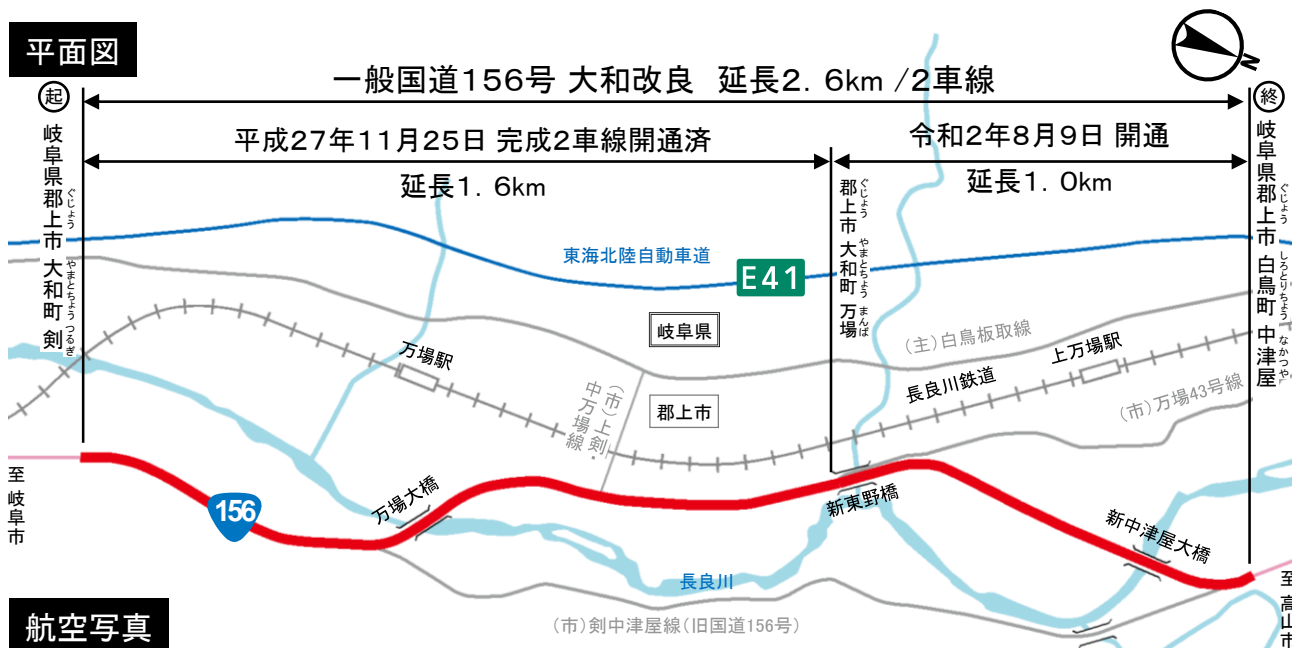 平面図
一般国道156号 大和改良 延長2.6km /2車線
N
起
終
平成27年11月25日 完成2車線開通済
令和2年8月9日 開通
延長1.6km
延長1.0km
岐阜県郡上市 大和町 剣
ぐじょう
やまとちょう つるぎ
郡上市 大和町 万場
ぐじょう
やまとちょう まんば
岐阜県郡上市 白鳥町 中津屋
ぐじょう
しろとりちょう なかつや
東海北陸自動車道
E41
岐阜県
(主)白鳥板取線
万場駅
上万場駅
長良川鉄道
(市)上剣・
中万場線
郡上市
(市)万場43号線
至 岐阜市
156
万場大橋
新東野橋
新中津屋大橋
長良川
至 高山市
(市)剣中津屋線(旧国道156号)
航空写真